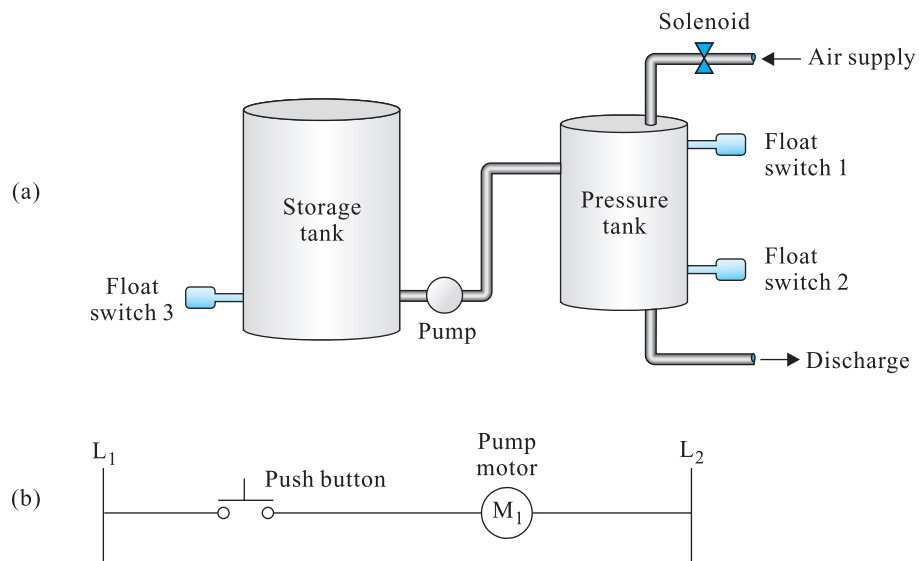 (a)
Solenoid
Air supply
Float
switch 1
Storage
tank
Pressure
tank
Float
switch 2
Float
switch 3
Pump
Discharge
(b)
L1
Push button
Pump
motor
M1
L2